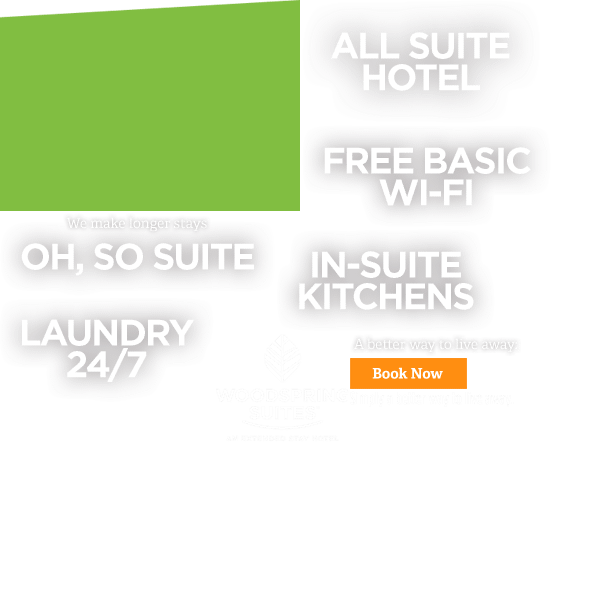 ALL SUITE
HOTEL
FREE BASIC
WI-FI
We make longer stays
OH, SO SUITE
IN-SUITE
KITCHENS
LAUNDRY
24/7
A better way to live away
Book Now
SUITES